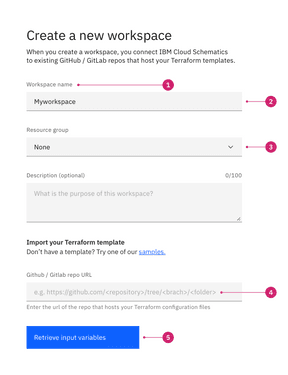 Create a new workspace
When you create a workspace, you connect IBM Cloud Schematics
to existing GitHub / GitLab repos that host your Terraform templates.
Workspace name 1
Myworkspace 2
Resource group
None 3
Description (optional) 0/100
What is the purpose of this workspace?
Import your Terraform template
Don't have a template? Try one of our samples.
Github / Gitlab repo URL
e.g. https://github.com/<repository>/tree/<brach>/<folder> 4
Enter the url of the repo that hosts your Terraform configuration files
Retrieve input variables 5